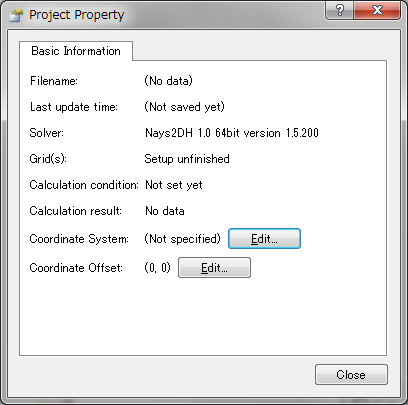 Project Property
Basic Information
Filename: (No data)
Last update time: (Not saved yet)
Solver: Nays2DH 1.0 64bit version 1.5.200
Grid(s): Setup unfinished
Calculation condition: Not set yet
Calculation result: No data
Coordinate System: (Not specified) Edit...
Coordinate Offset: (0, 0) Edit...
Close